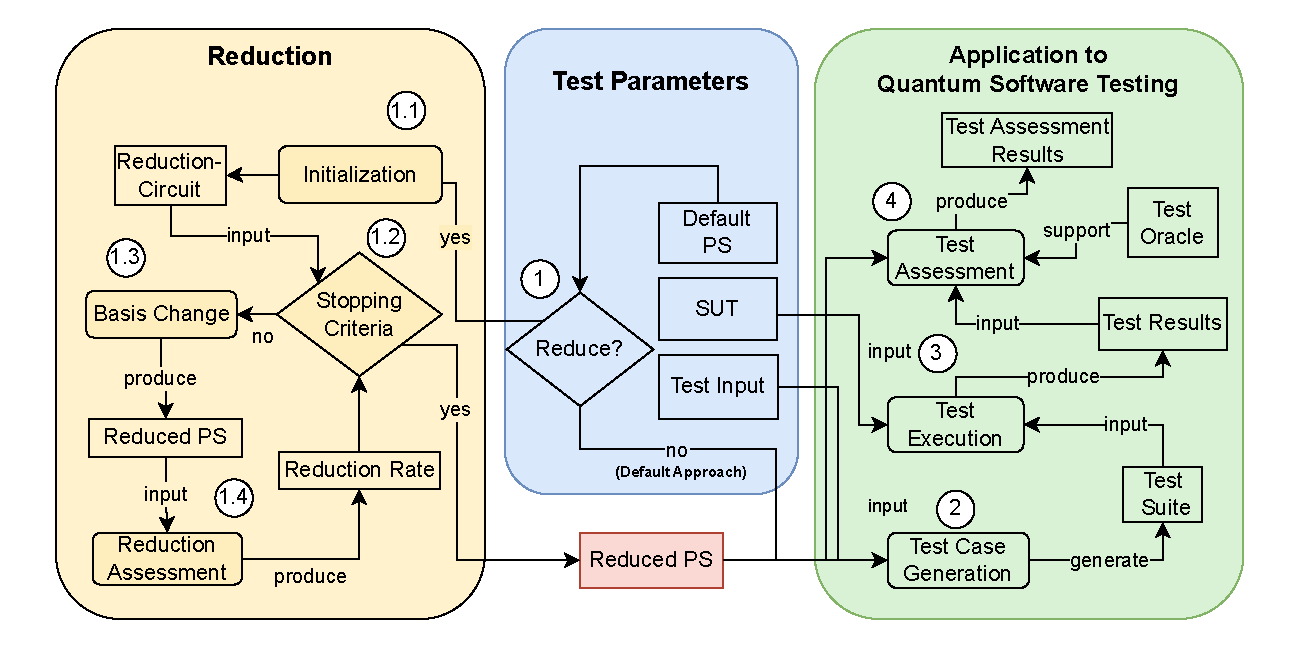 Reduction
1.1
Reduction-
Circuit
Initialization
input
1.2
yes
1.3
Stopping
Criteria
Basis Change
no
produce
yes
Reduced PS
Reduction Rate
input
1.4
Reduction
Assessment
produce
Test Parameters
Default
PS
1
SUT
Reduce?
Test Input
no
(Default Approach)
Reduced PS
Application to
Quantum Software Testing
Test Assessment
Results
4
produce
Test
Oracle
support
Test
Assessment
input
Test Results
input
3
produce
Test
Execution
input
Test
Suite
input
2
Test Case
Generation
generate